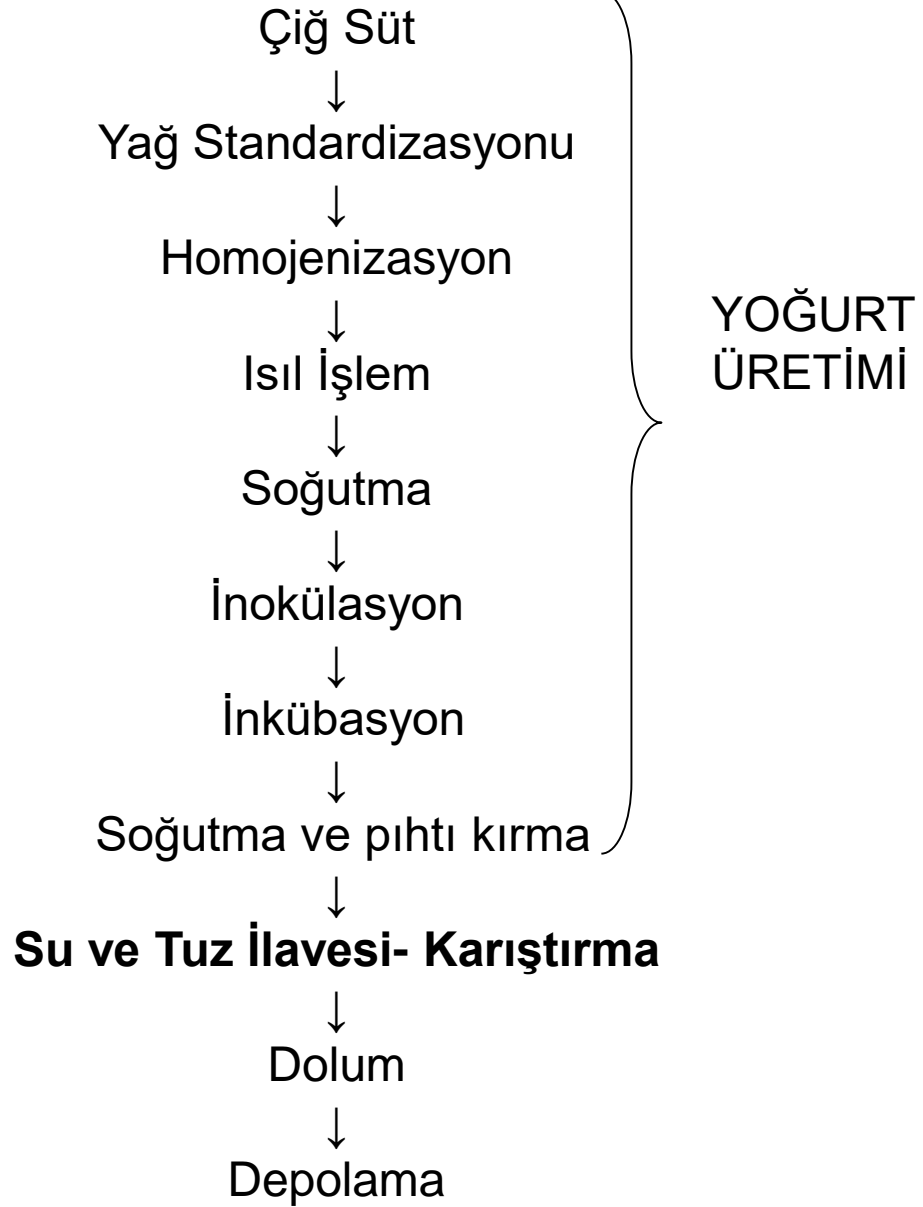 Çiğ Süt
↓
Yağ Standardizasyonu
↓
Homojenizasyon
↓
Isıl İşlem
↓
Soğutma
↓
İnokülasyon
↓
İnkübasyon
↓
Soğutma ve pıhtı kırma
↓
Su ve Tuz İlavesi- Karıştırma
↓
Dolum
↓
Depolama
YOĞURT
ÜRETİMİ